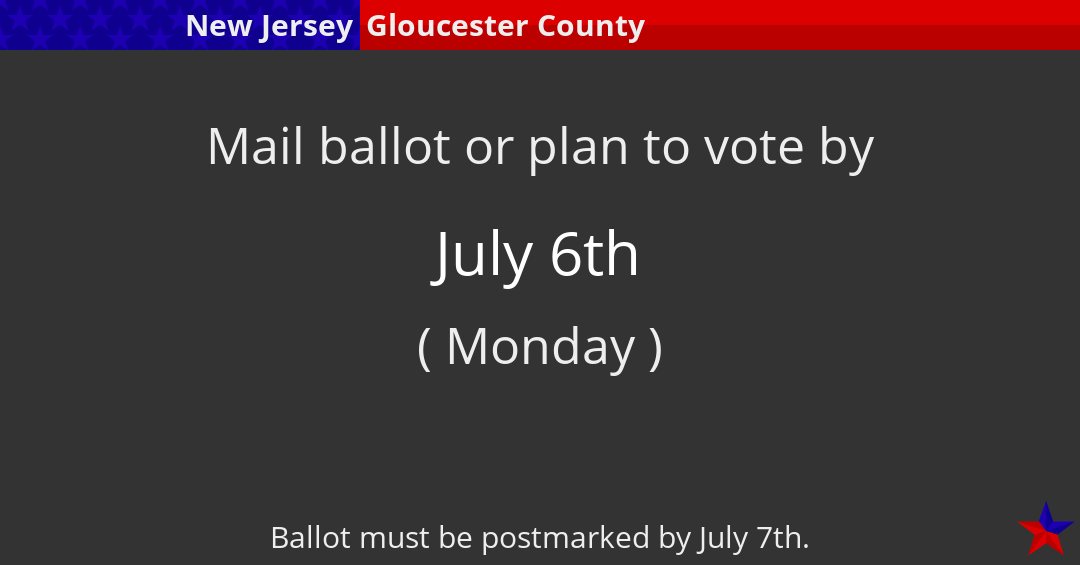 New Jersey Gloucester County
Mail ballot or plan to vote by
July 6th
( Monday )
Ballot must be postmarked by July 7th.